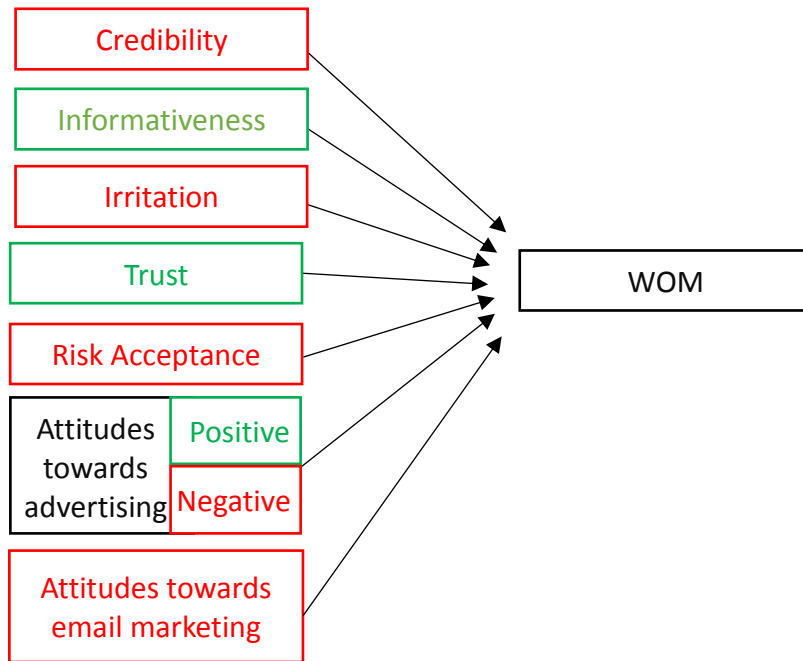 Credibility
Informativeness
Irritation
Trust
WOM
Risk Acceptance
Attitudes
towards
advertising
Positive
Negative
Attitudes towards
email marketing